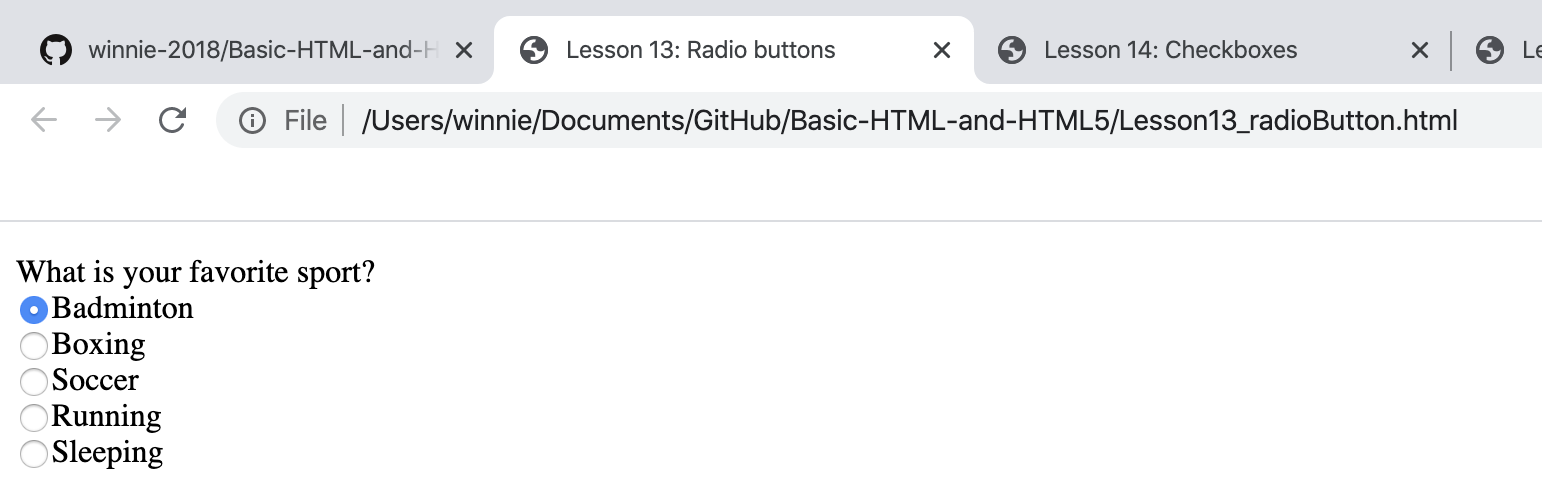 winnie-2018/Basic-HTML-and-H
Lesson 13: Radio buttons
Lesson 14: Checkboxes
Le
File
/Users/winnie/Documents/GitHub/Basic-HTML-and-HTML5/Lesson13_radioButton.html
What is your favorite sport?
Badminton
Boxing
Soccer
Running
Sleeping